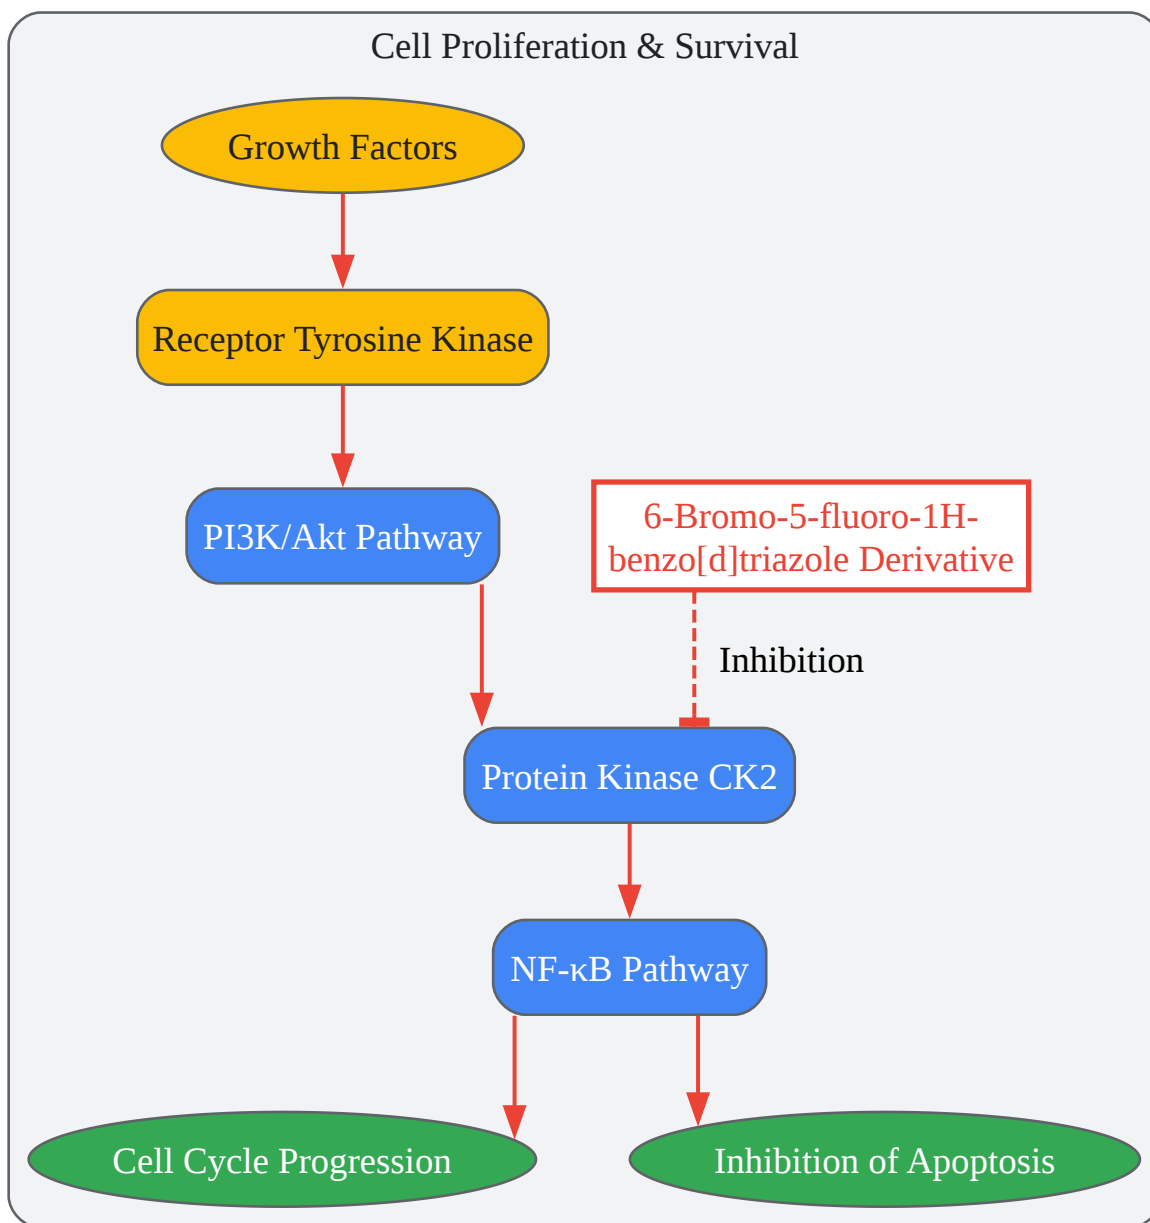 Cell Proliferation & Survival
Growth Factors
Receptor Tyrosine Kinase
PI3K/Akt Pathway
6-Bromo-5-fluoro-1H-
benzo[d]triazole Derivative
Inhibition
Protein Kinase CK2
NF-κB Pathway
Cell Cycle Progression
Inhibition of Apoptosis